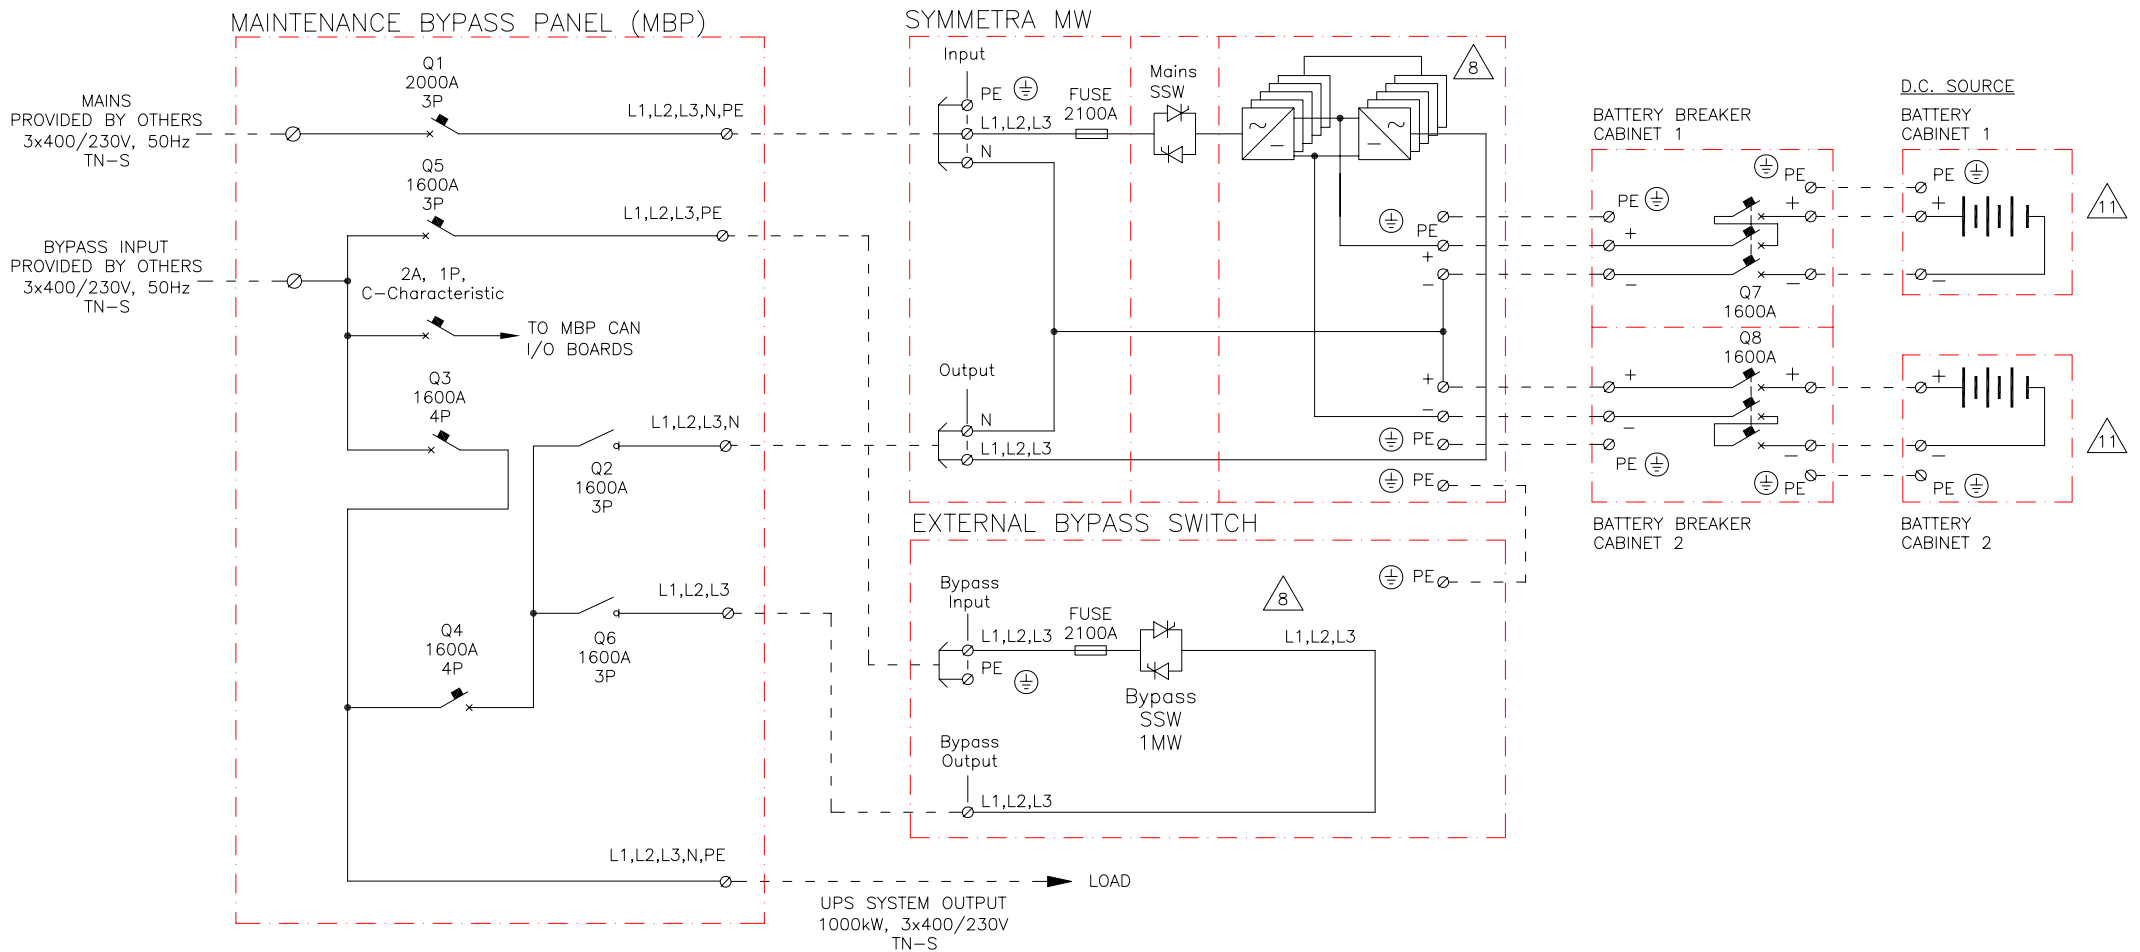 MAINTENANCE BYPASS PANEL (MBP)
MAINS
PROVIDED BY OTHERS
3x400/230V, 50Hz
TN-S
Q1
2000A
3P
L1,L2,L3,N,PE
Q5
1600A
3P
L1,L2,L3,PE
BYPASS INPUT
PROVIDED BY OTHERS
3x400/230V, 50Hz
TN-S
2A, 1P,
C-Characteristic
TO MBP CAN
I/O BOARDS
Q3
1600A
4P
L1,L2,L3,N
Q2
1600A
3P
L1,L2,L3
Q6
1600A
3P
Q4
1600A
4P
L1,L2,L3,N,PE
LOAD
UPS SYSTEM OUTPUT
1000kW, 3x400/230V
TN-S
SYMMETRA MW
Input
PE
L1,L2,L3
N
FUSE
2100A
Mains
SSW
8
PE
+
-
Output
N
L1,L2,L3
+
-
PE
PE
EXTERNAL BYPASS SWITCH
Bypass
Input
L1,L2,L3
PE
FUSE
2100A
Bypass
SSW
1MW
8
L1,L2,L3
PE
Bypass
Output
L1,L2,L3
BATTERY BREAKER
CABINET 1
PE
PE
+
+
-
-
Q7
1600A
Q8
1600A
+
+
-
-
PE
PE
BATTERY BREAKER
CABINET 2
D.C. SOURCE
BATTERY
CABINET 1
PE
+
-
11
+
-
PE
11
BATTERY
CABINET 2